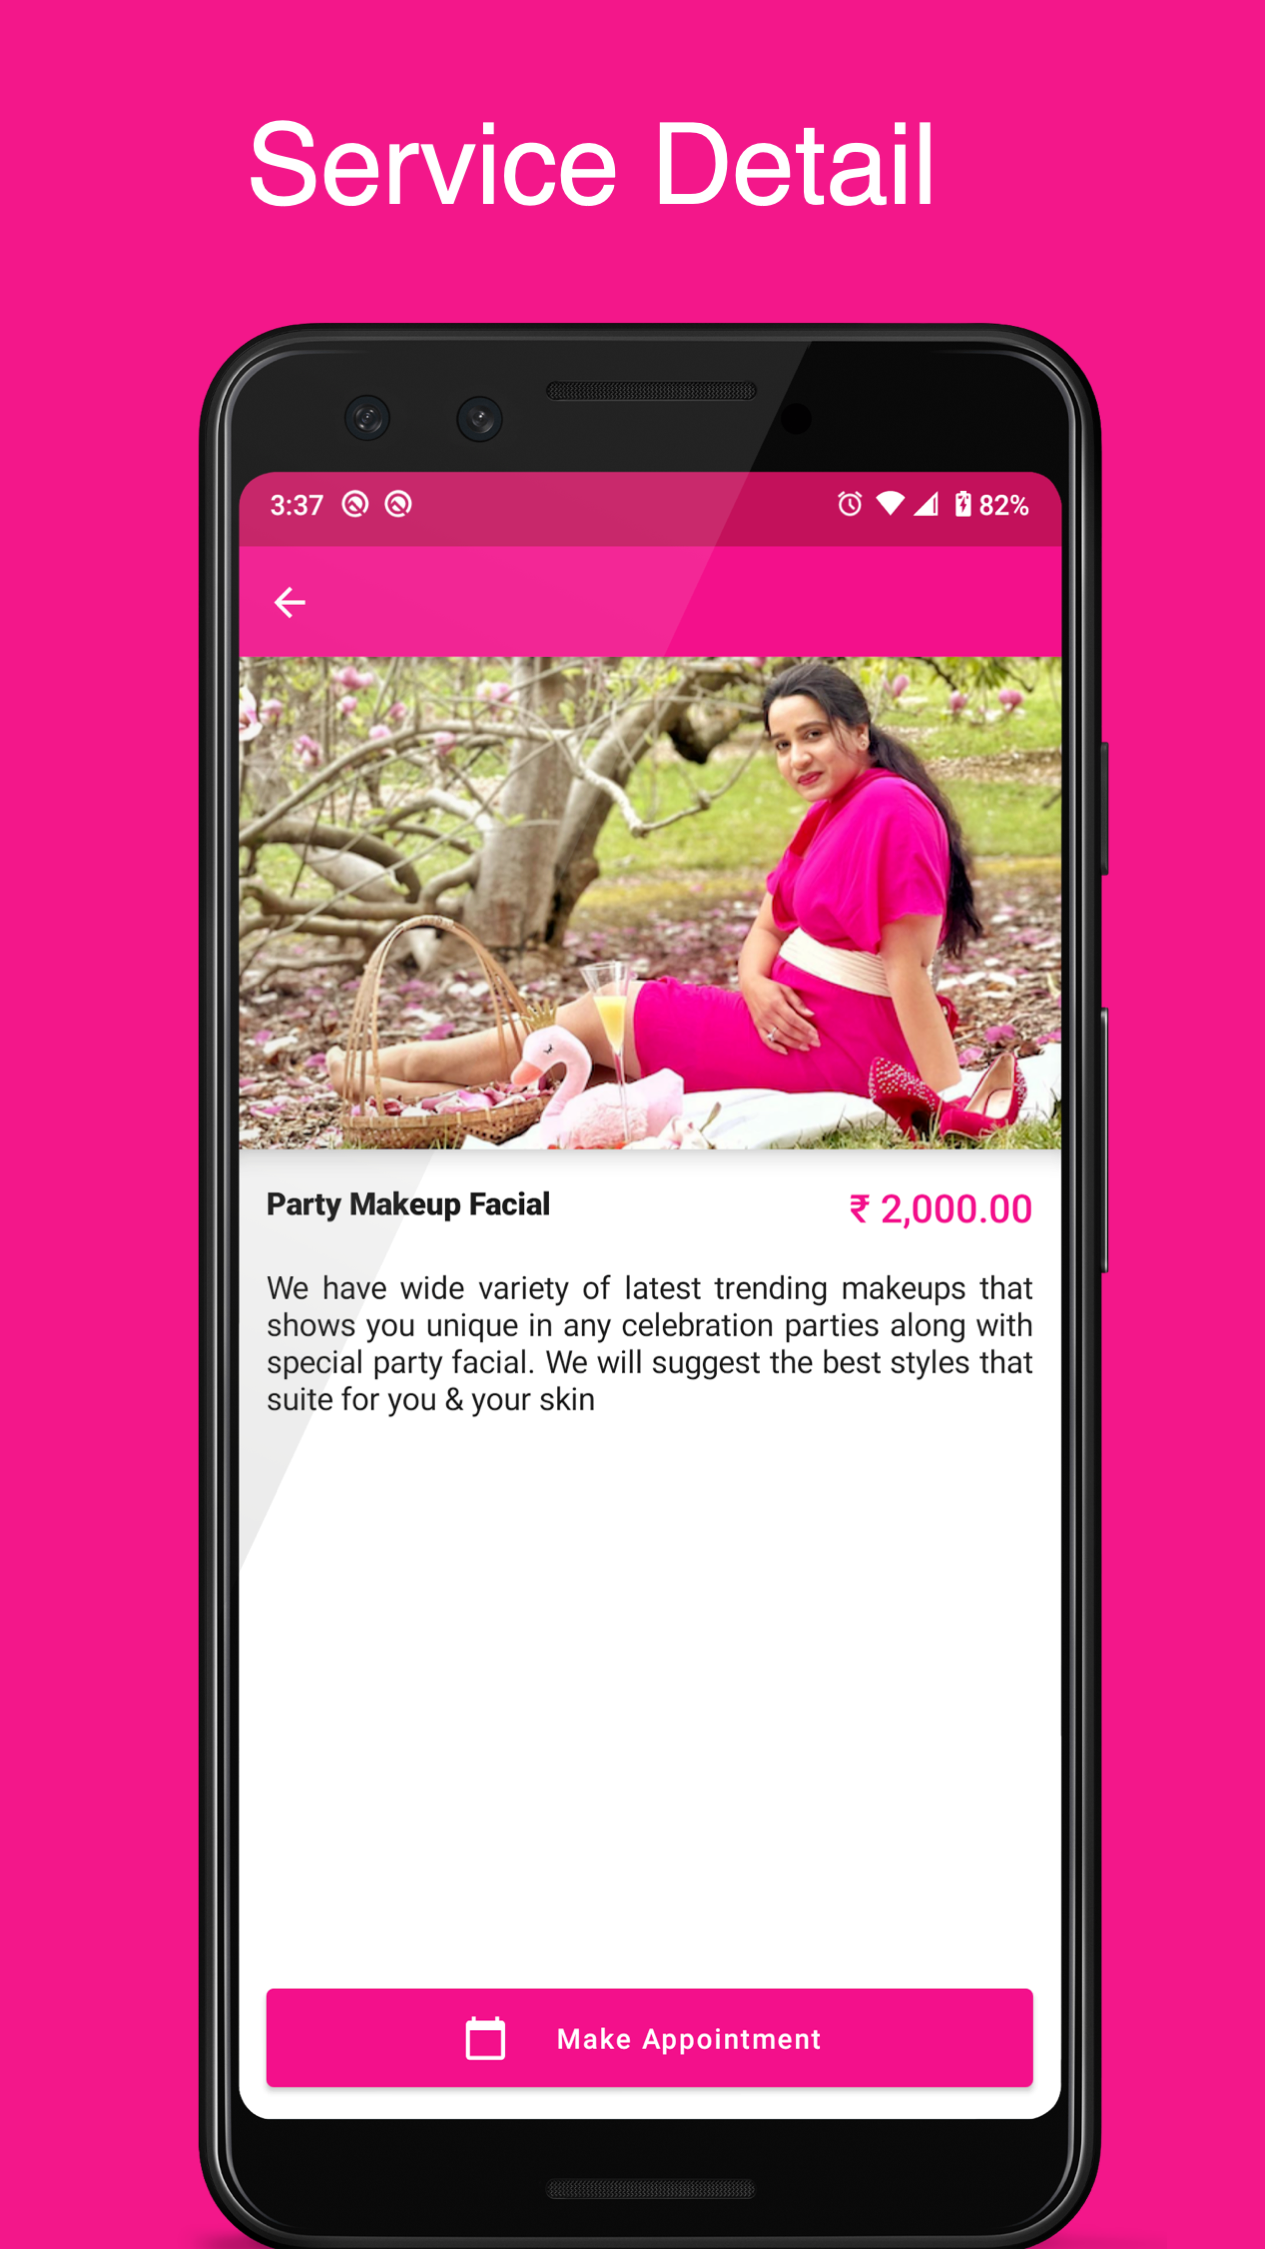 Service Detail
3:37
82%
Party Makeup Facial
₹ 2,000.00
We have wide variety of latest trending makeups that
shows you unique in any celebration parties along with
special party facial. We will suggest the best styles that
suite for you & your skin
Make Appointment